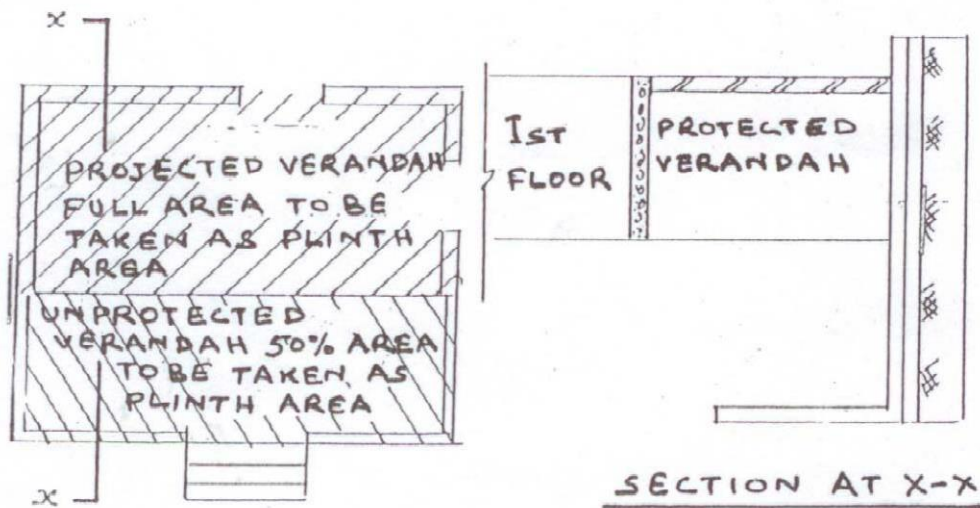 x
PROJECTED VERANDAH
FULL AREA TO BE
TAKEN AS PLINTH
AREA
UNPROTECTED
VERANDAH 50% AREA
TO BE TAKEN AS
PLINTH AREA
x
IST
FLOOR
PROTECTED
VERANDAH
SECTION AT X-X